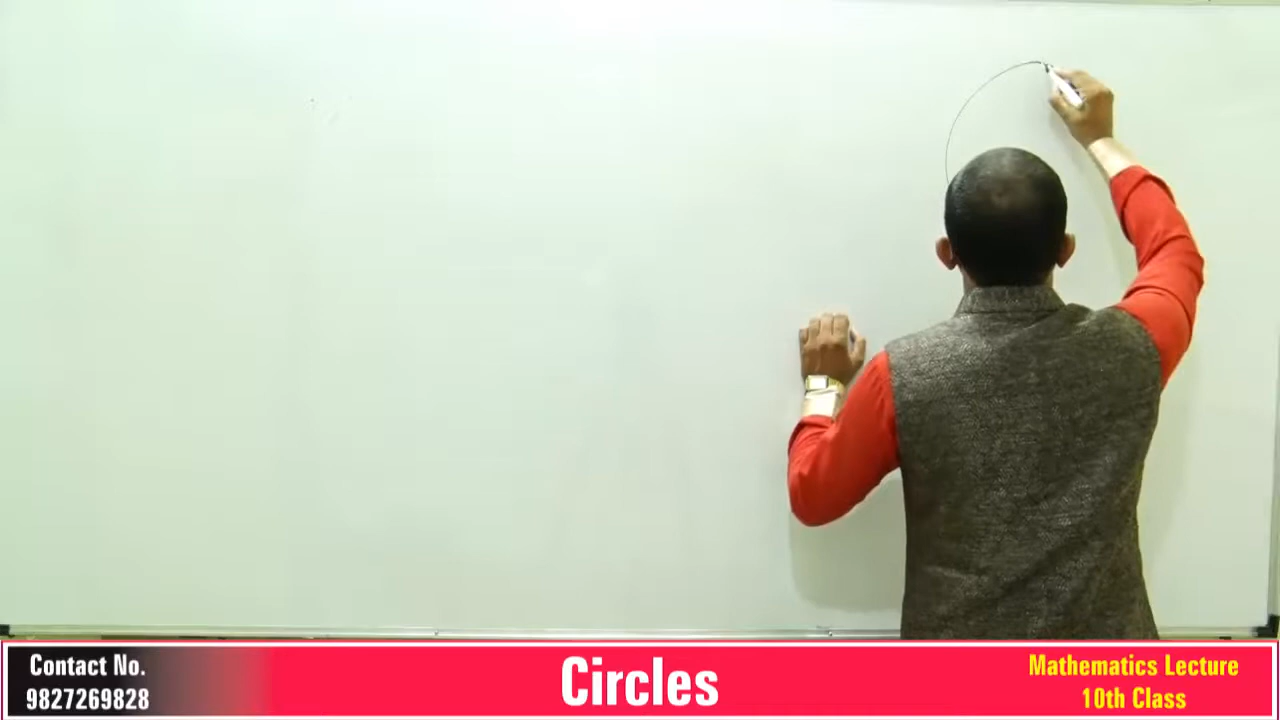 Contact No.
9827269828
Circles
Mathematics Lecture
10th Class